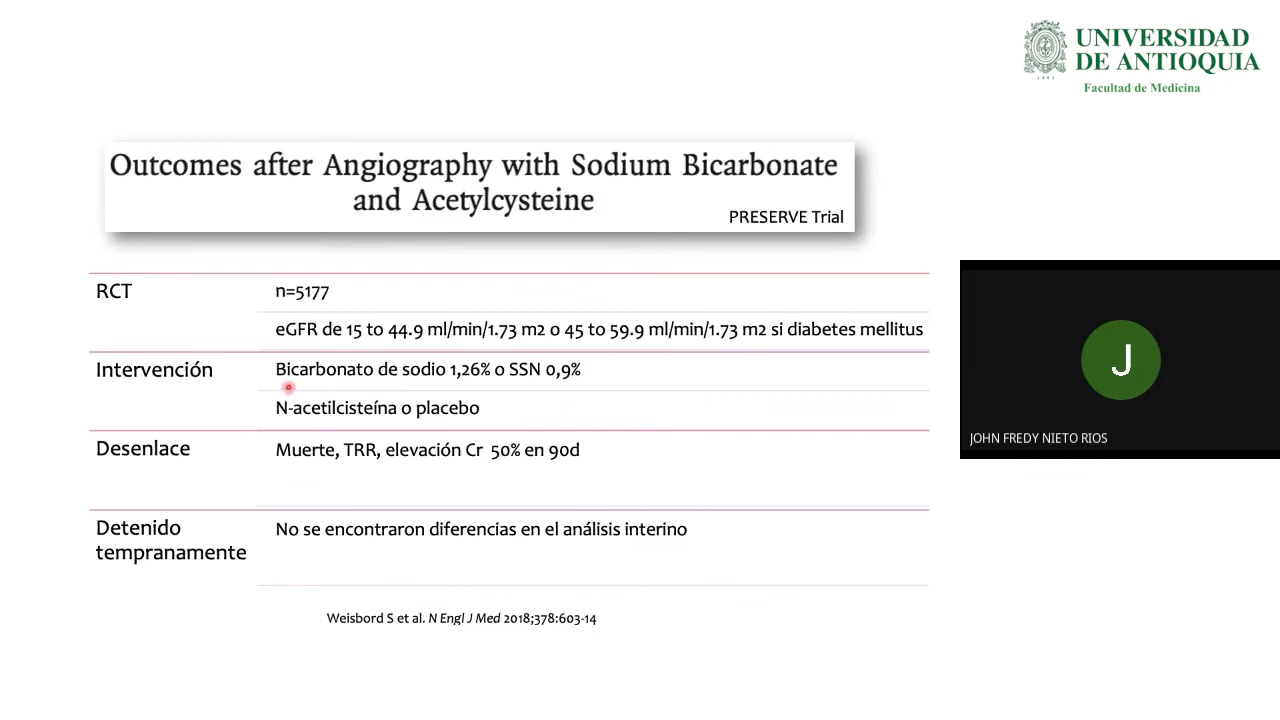 UNIVERSIDAD
DE ANTIOQUIA
Facultad de Medicina
Outcomes after Angiography with Sodium Bicarbonate
and Acetylcysteine
PRESERVE Trial
RCT
n=5177
eGFR de 15 to 44.9 ml/min/1.73 m2 o 45 to 59.9 ml/min/1.73 m2 si diabetes mellitus
Intervención
Bicarbonato de sodio 1,26% o SSN 0,9%
N-acetilcisteína o placebo
Desenlace
Muerte, TRR, elevación Cr 50% en 90d
Detenido
tempranamente
No se encontraron diferencias en el análisis interino
Weisbord S et al. N Engl J Med 2018;378:603-14
J
JOHN FREDY NIETO RIOS